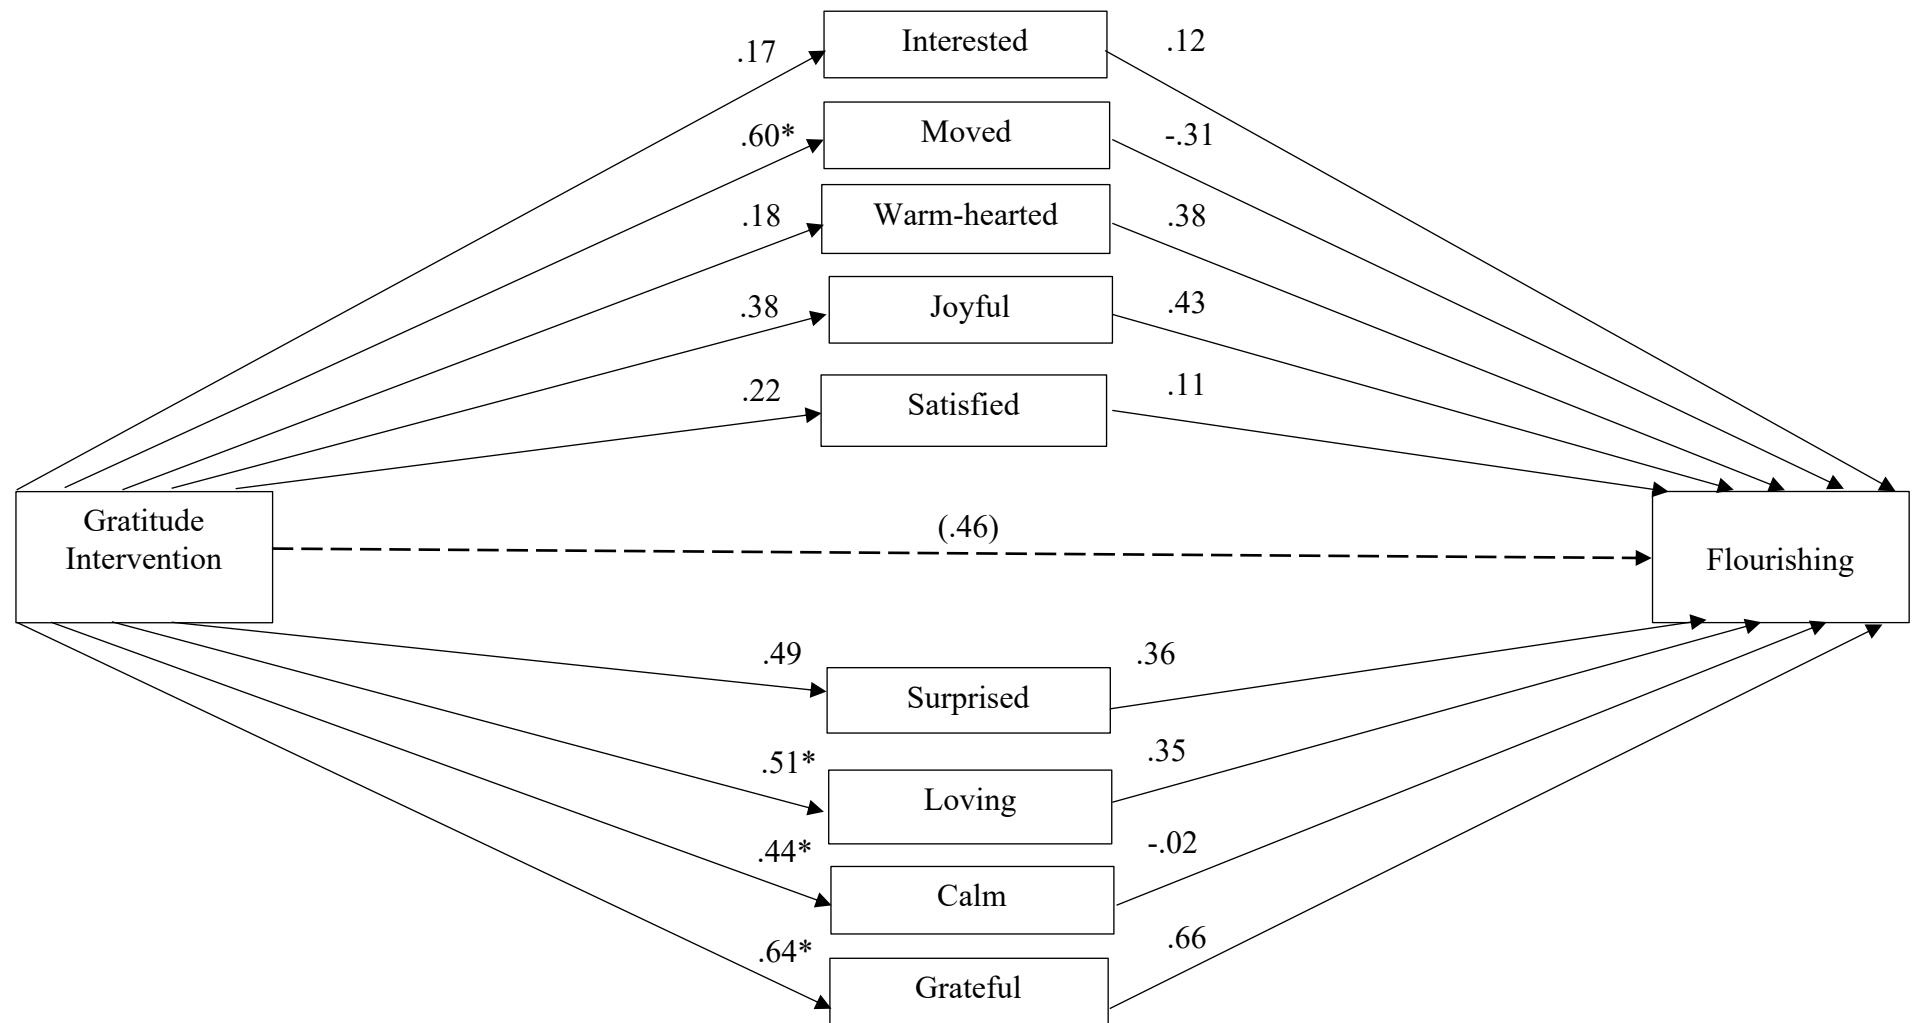 .17
Interested
.12
.60*
Moved
-.31
.18
Warm-hearted
.38
.38
Joyful
.43
.22
Satisfied
.11
Gratitude
Intervention
(.46)
Flourishing
.49
Surprised
.36
.51*
Loving
.35
.44*
Calm
-.02
.64*
Grateful
.66